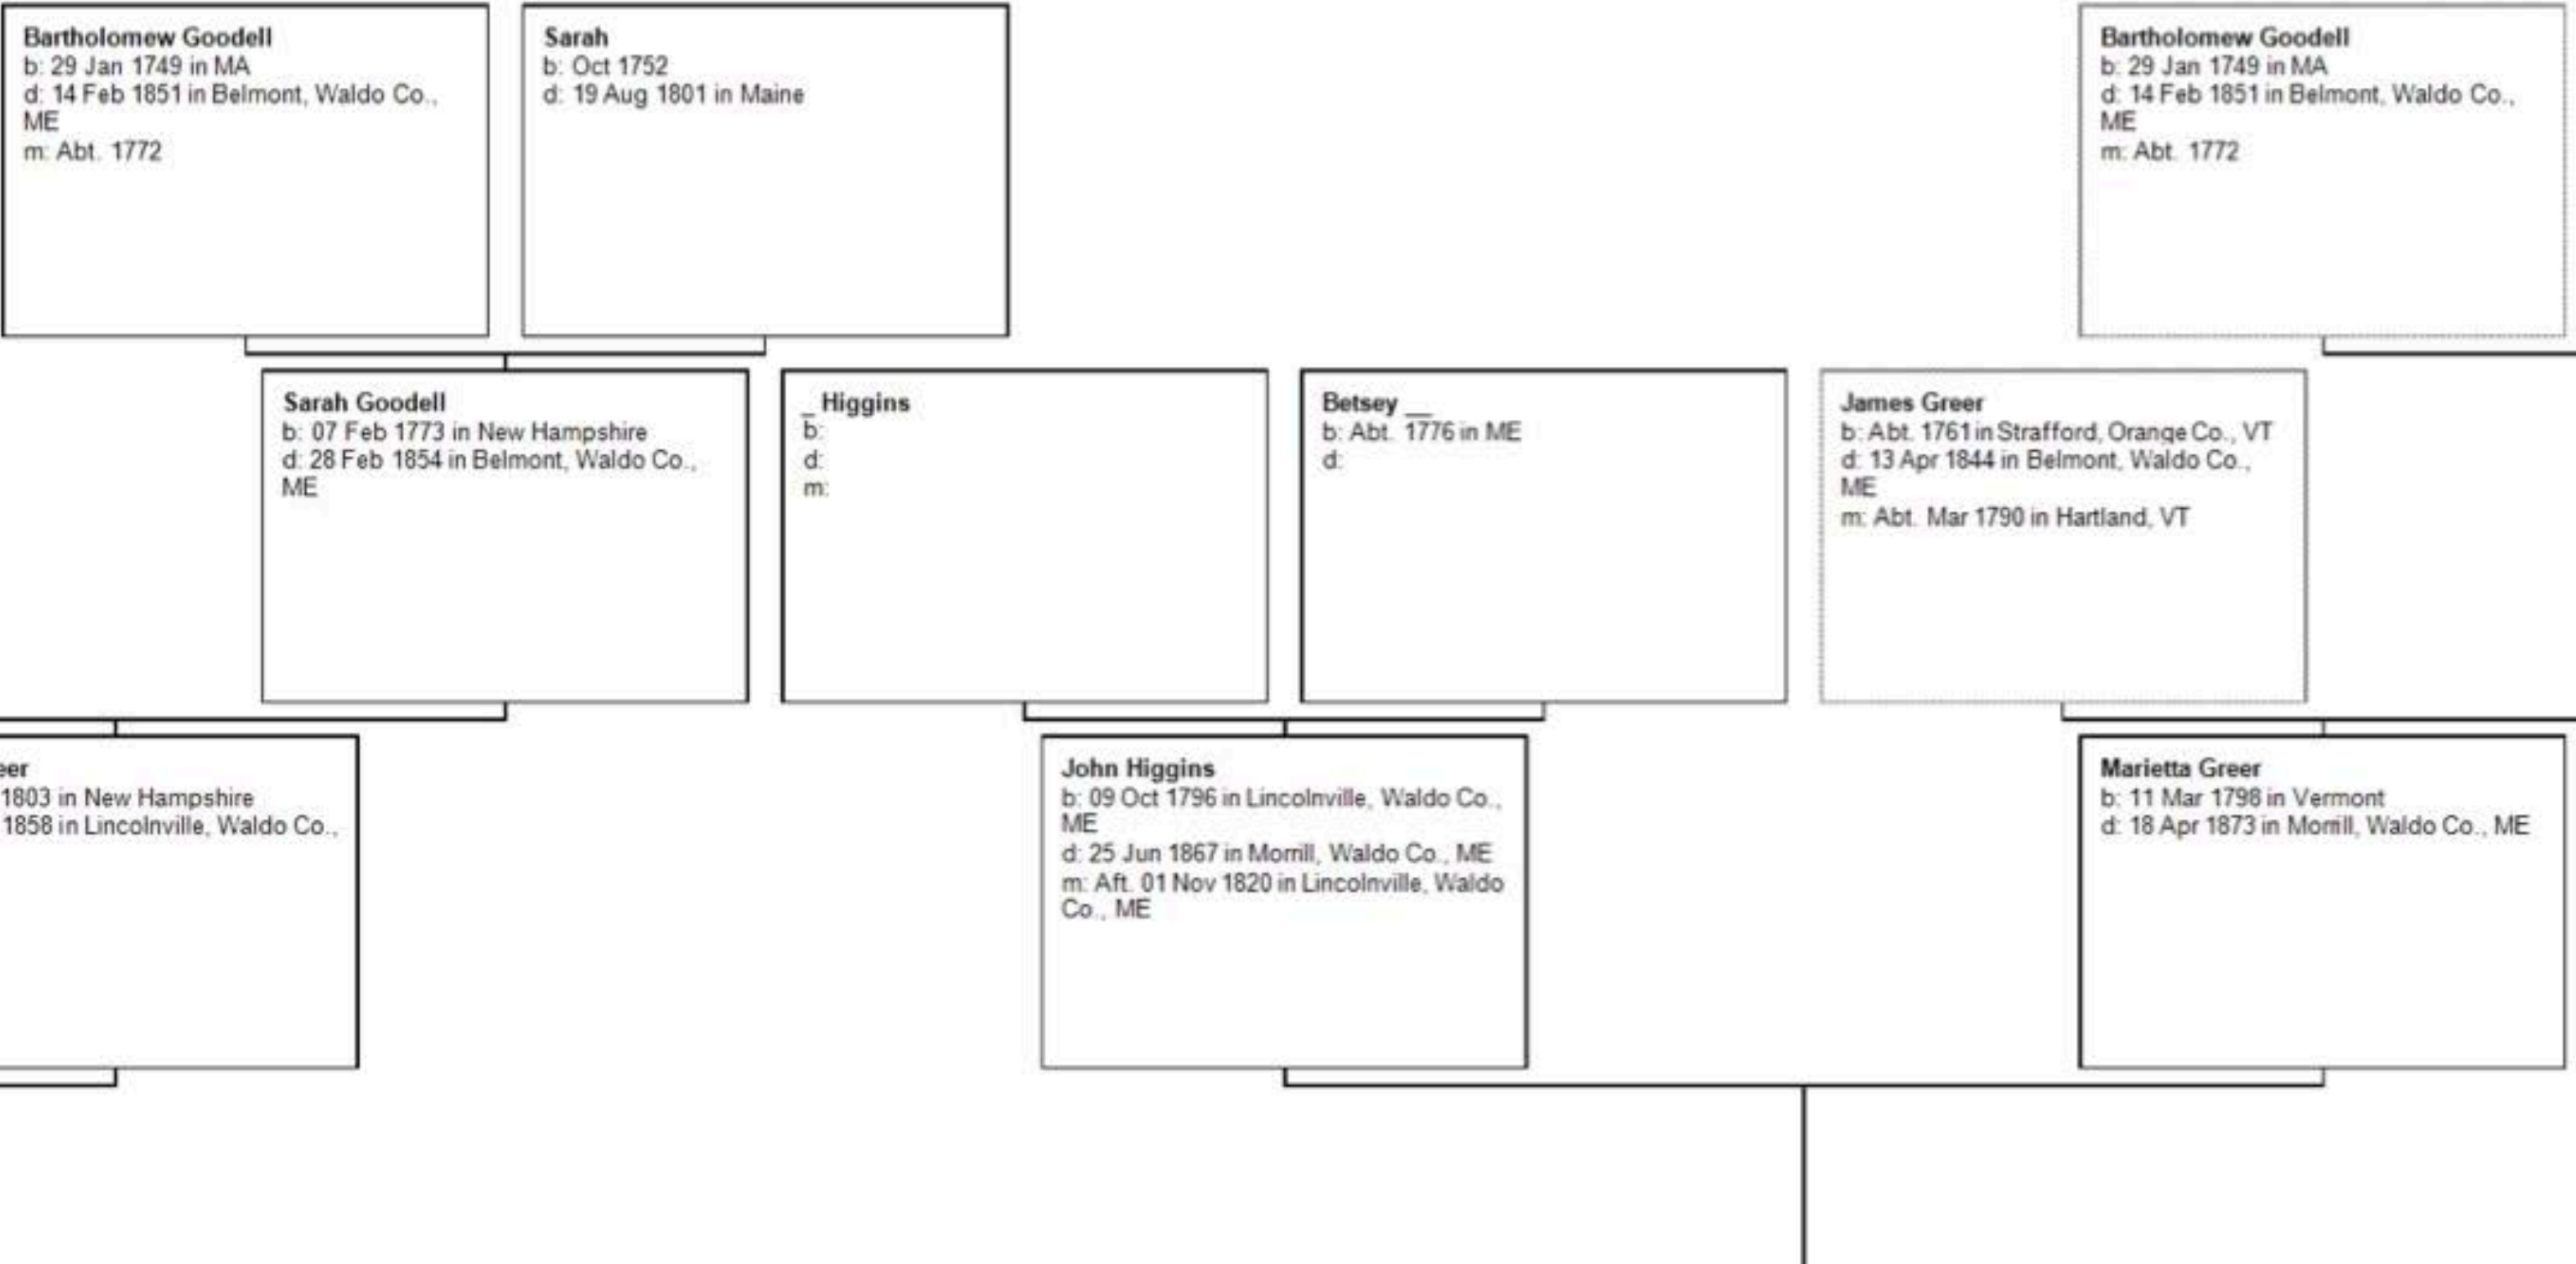 Bartholomew Goodell
b: 29 Jan 1749 in MA
d: 14 Feb 1851 in Belmont, Waldo Co.,
ME
m: Abt. 1772
Sarah
b: Oct 1752
d: 19 Aug 1801 in Maine
Bartholomew Goodell
b: 29 Jan 1749 in MA
d: 14 Feb 1851 in Belmont, Waldo Co.,
ME
m: Abt. 1772
Sarah Goodell
b: 07 Feb 1773 in New Hampshire
d: 28 Feb 1854 in Belmont, Waldo Co.,
ME
_ Higgins
b:
d:
m:
Betsey __
b: Abt. 1776 in ME
d:
James Greer
b: Abt. 1761 in Strafford, Orange Co., VT
d: 13 Apr 1844 in Belmont, Waldo Co.,
ME
m: Abt. Mar 1790 in Hartland, VT
eer
1803 in New Hampshire
1858 in Lincolnville, Waldo Co.,
John Higgins
b: 09 Oct 1796 in Lincolnville, Waldo Co.,
ME
d: 25 Jun 1867 in Morrill, Waldo Co., ME
m: Aft. 01 Nov 1820 in Lincolnville, Waldo
Co., ME
Marietta Greer
b: 11 Mar 1798 in Vermont
d: 18 Apr 1873 in Morrill, Waldo Co., ME